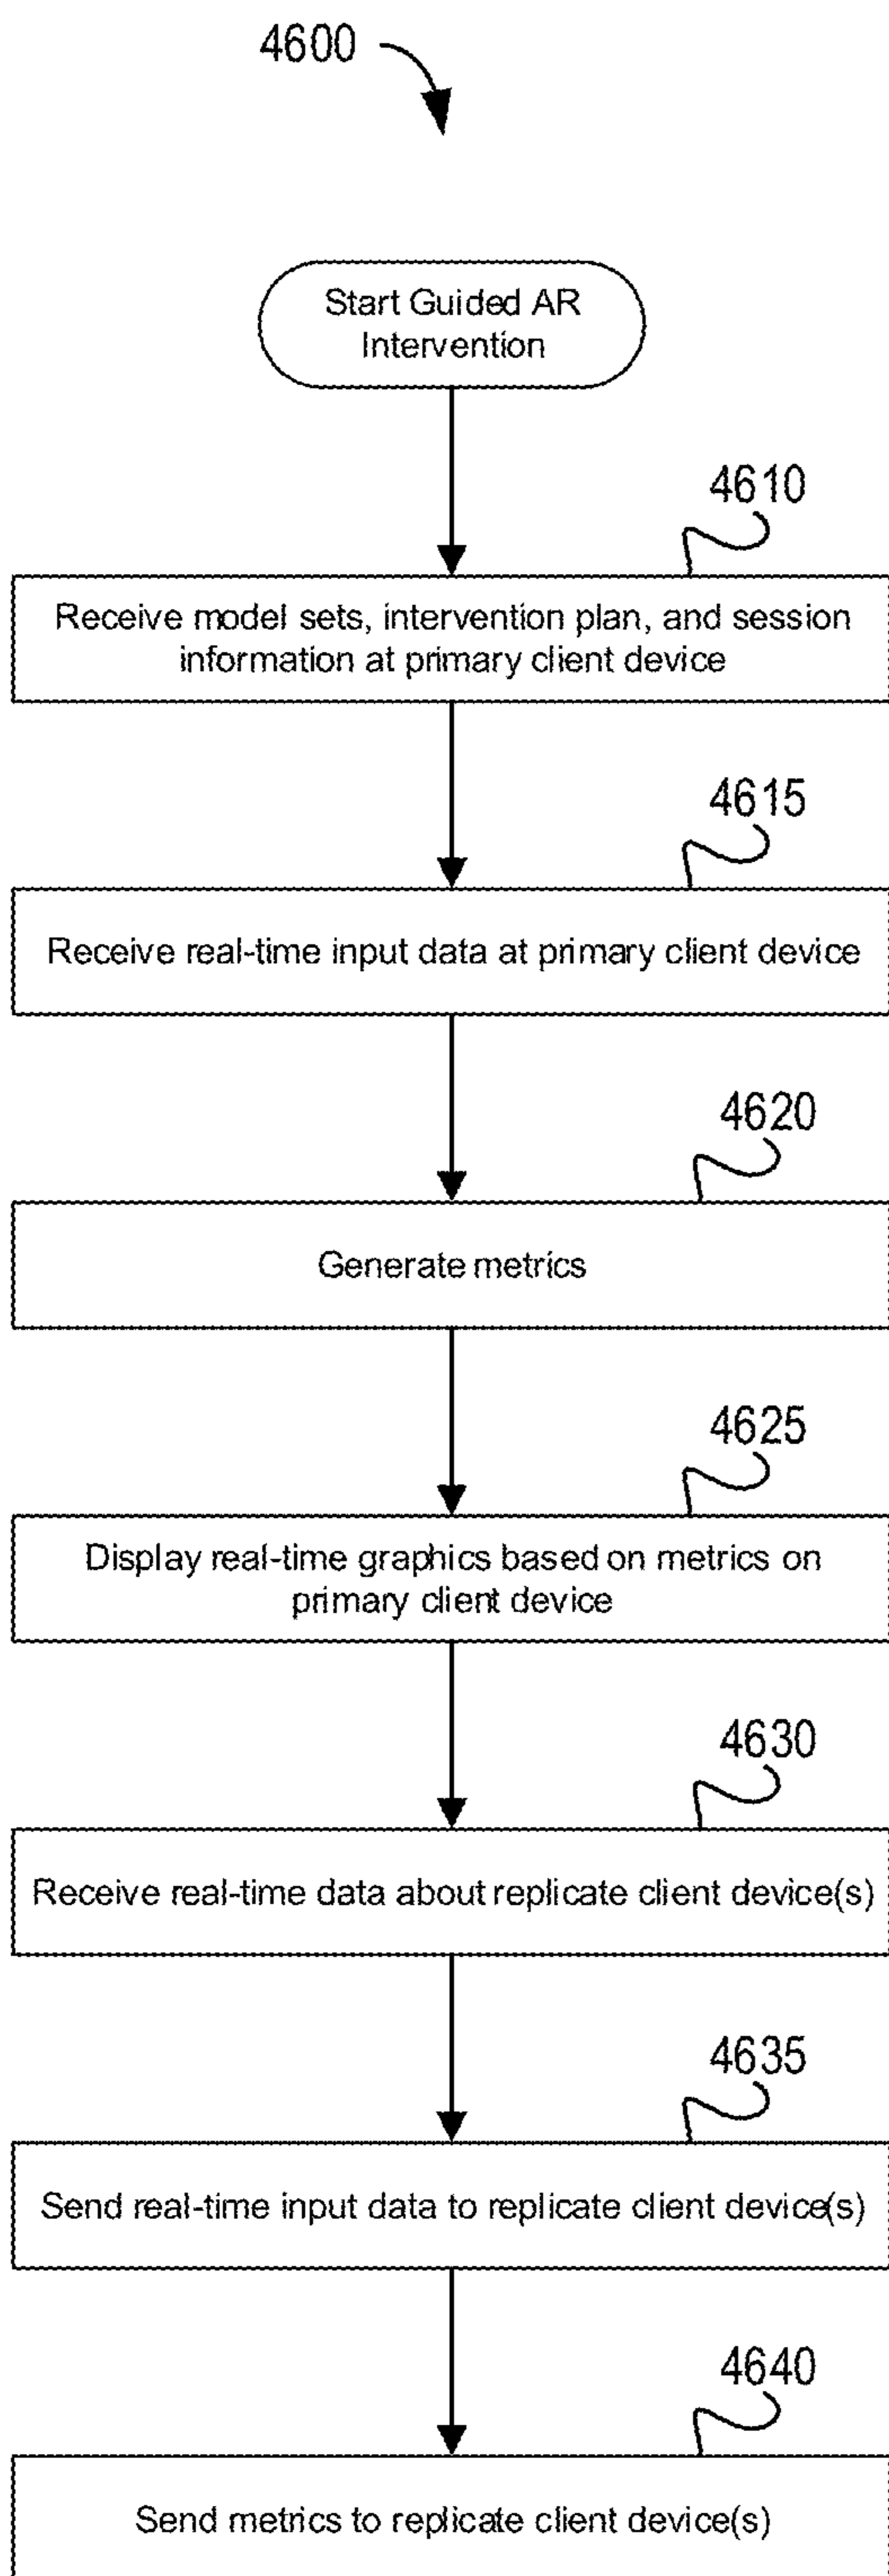 4600
Start Guided AR
Intervention
4610
Receive model sets, intervention plan, and session
information at primary client device
4615
Receive real-time input data at primary client device
4620
Generate metrics
4625
Display real-time graphics based on metrics on
primary client device
4630
Receive real-time data about replicate client device(s)
4635
Send real-time input data to replicate client device(s)
4640
Send metrics to replicate client device(s)